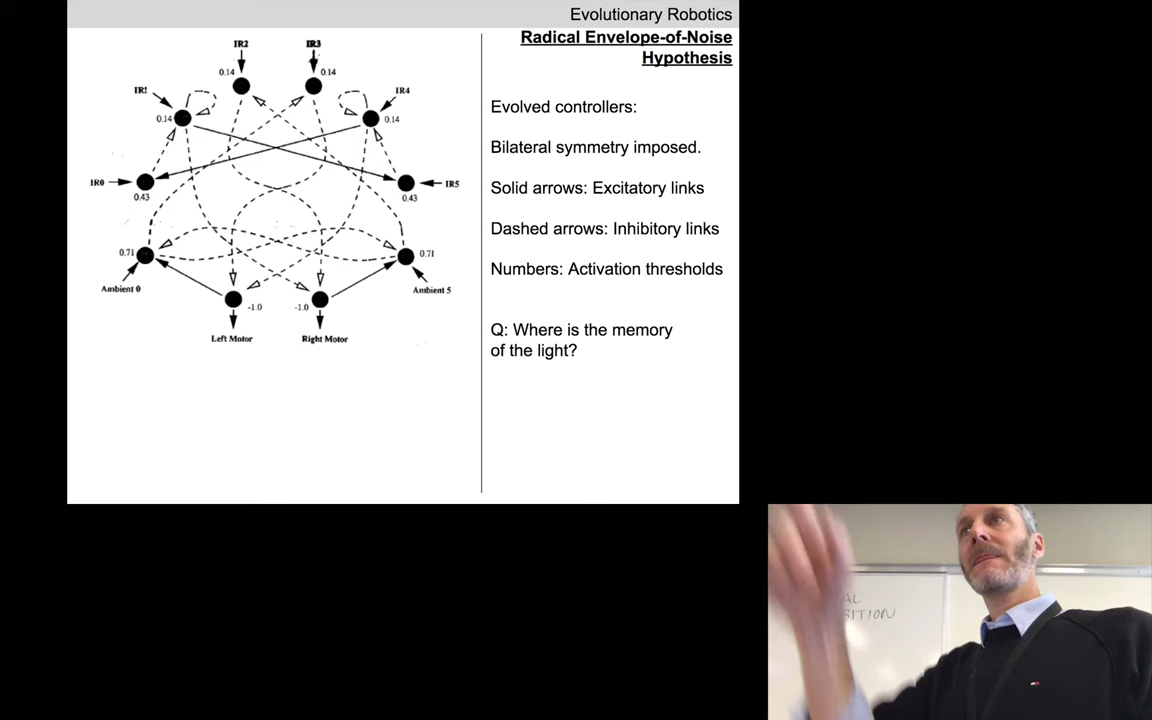 Evolutionary Robotics
Radical Envelope-of-Noise
Hypothesis
IR2
IR3
0.14
0.14
IR1
IR4
0.14
0.14
IR0
IR5
0.43
0.43
0.71
0.71
Ambient 0
Ambient 5
-1.0
-1.0
Left Motor
Right Motor
Evolved controllers:
Bilateral symmetry imposed.
Solid arrows: Excitatory links
Dashed arrows: Inhibitory links
Numbers: Activation thresholds
Q: Where is the memory
of the light?